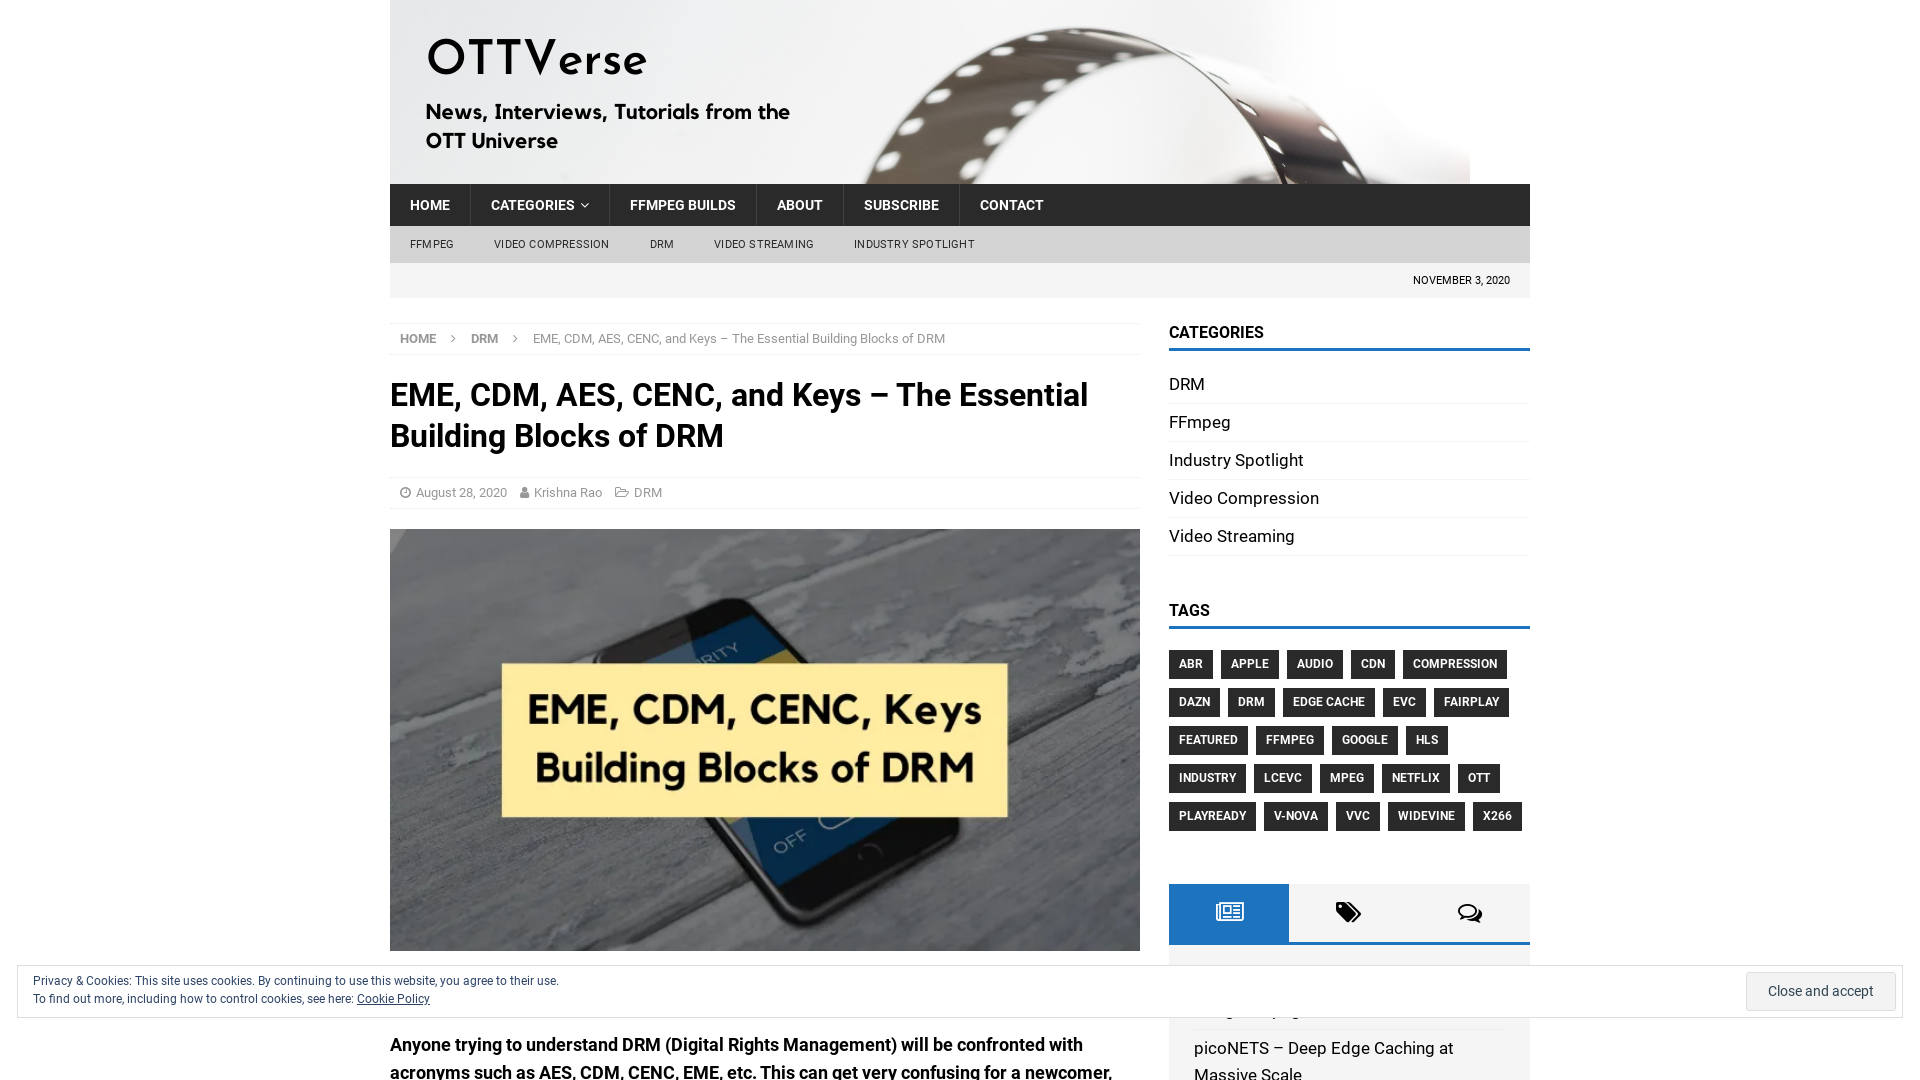 OTTVerse
News, Interviews, Tutorials from the
OTT Universe
HOME CATEGORIES FFMPEG BUILDS ABOUT SUBSCRIBE CONTACT
FFMPEG VIDEO COMPRESSION DRM VIDEO STREAMING INDUSTRY SPOTLIGHT
NOVEMBER 3, 2020
HOME DRM EME, CDM, AES, CENC, and Keys – The Essential Building Blocks of DRM
EME, CDM, AES, CENC, and Keys – The Essential
Building Blocks of DRM
August 28, 2020 Krishna Rao DRM
EME, CDM, CENC, Keys
Building Blocks of DRM
OFF
CATEGORIES
DRM
FFmpeg
Industry Spotlight
Video Compression
Video Streaming
TAGS
ABR APPLE AUDIO CDN COMPRESSION
DAZN DRM EDGE CACHE EVC FAIRPLAY
FEATURED FFMPEG GOOGLE HLS
INDUSTRY LCEVC MPEG NETFLIX OTT
PLAYREADY V-NOVA VVC WIDEVINE X266
Privacy & Cookies: This site uses cookies. By continuing to use this website, you agree to their use.
To find out more, including how to control cookies, see here: Cookie Policy
Close and accept
Anyone trying to understand DRM (Digital Rights Management) will be confronted with
acronyms such as AES, CDM, CENC, EME, etc. This can get very confusing for a newcomer,
picoNETS – Deep Edge Caching at
Massive Scale